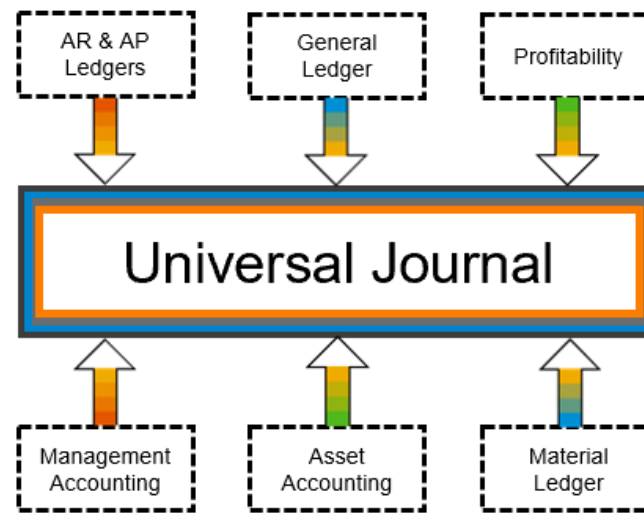 AR & AP
Ledgers
General
Ledger
Profitability
Universal Journal
Management
Accounting
Asset
Accounting
Material
Ledger